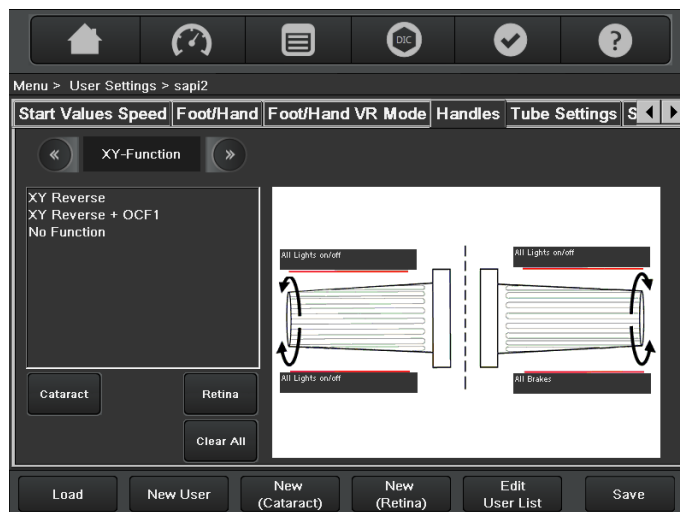 DIC
?
Menu > User Settings > sapi2
Start Values Speed Foot/Hand Foot/Hand VR Mode Handles Tube Settings S
« XY-Function »
XY Reverse
XY Reverse + OCF1
No Function
All Lights on/off
All Lights on/off
All Lights on/off
All Brakes
Cataract
Retina
Clear All
Load
New User
New
(Cataract)
New
(Retina)
Edit
User List
Save